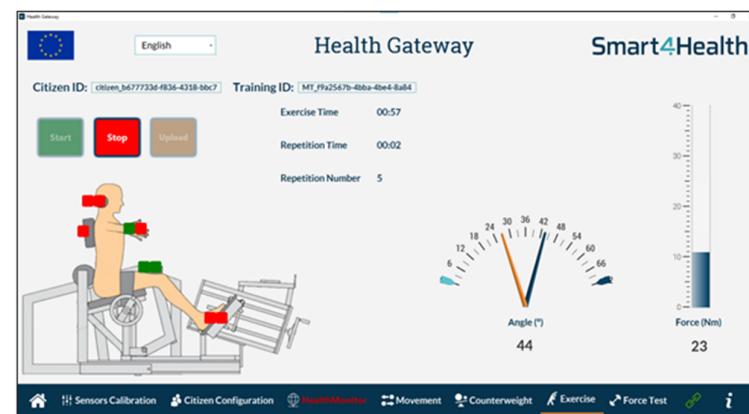 Health Gateway
English
Health Gateway
Smart4Health
Citizen ID: citizen_b677733d-f836-4318-bbc7 Training ID: MT_f9a2567b-4bba-4be4-8a84
Start Stop Upload
Exercise Time 00:57
Repetition Time 00:02
Repetition Number 5
40
30
20
10
0
6 12 18 24 30 36 42 48 54 60 66
Angle (°)
44
Force (Nm)
23
Sensors Calibration Citizen Configuration HealthMonitor Movement Counterweight Exercise Force Test i